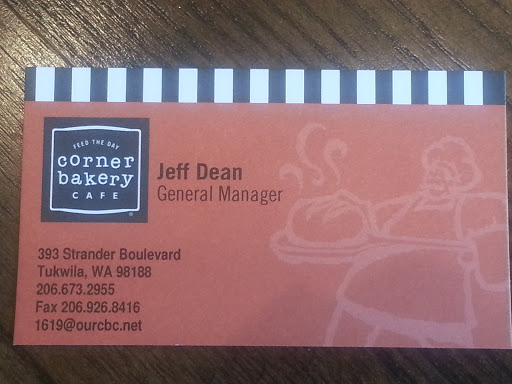 FEED THE DAY
corner
bakery
CAFE
®
Jeff Dean
General Manager
393 Strander Boulevard
Tukwila, WA 98188
206.673.2955
Fax 206.926.8416
1619@ourcbc.net